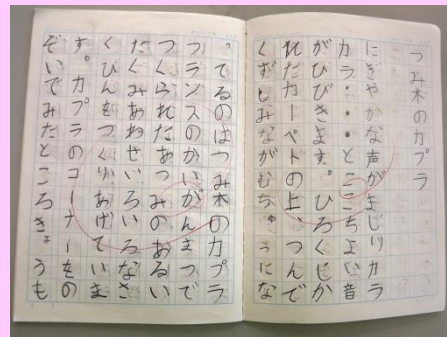 つみ木のカプラ
にぎやかな声がまじりカラ
カラ・・・とここちよい音
がひびきます。ひろくじか
れたカーペットの上、つんで
くずしみながむちゅうにな
ってるのはつみ木のカプラ
フランスのかいがんまつで
つくられたあつみのあるい
たくみあわせいろいろなさ
くひんをつくりあげていま
す。カプラのコーナーをの
ぞいでみたところきょうも